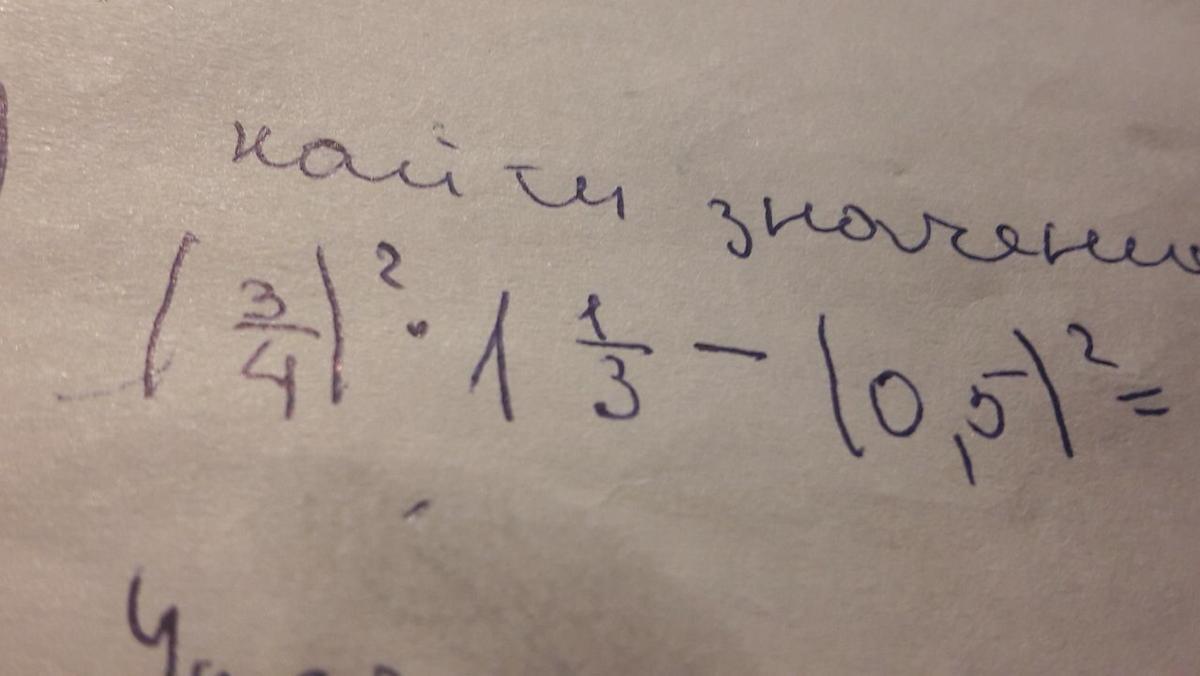 найти значени
(3/4)² · 1 1/3 - (0,5)² =